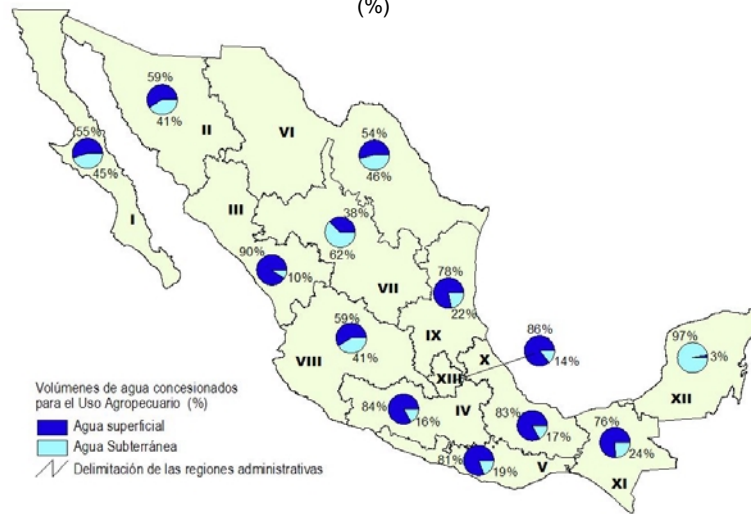 (%)
59%
41%
II
VI
54%
46%
55%
45%
I
III
38%
62%
90%
10%
VII
78%
22%
59%
41%
VIII
IX
86%
14%
X
XIII
97%
3%
XII
84%
16%
IV
83%
17%
76%
24%
81%
19%
V
XI
Volúmenes de agua concesionados
para el Uso Agropecuario (%)
Agua superficial
Agua Subterránea
Delimitación de las regiones administrativas